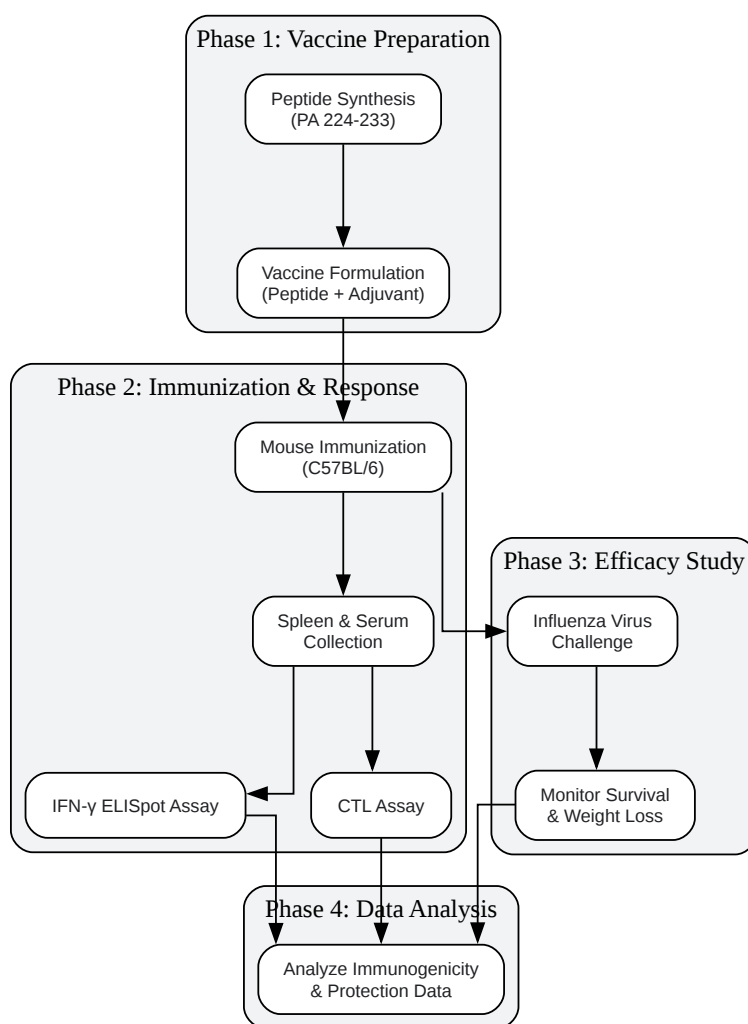 Phase 1: Vaccine Preparation
Peptide Synthesis
(PA 224-233)
Vaccine Formulation
(Peptide + Adjuvant)
Phase 2: Immunization & Response
Mouse Immunization
(C57BL/6)
Spleen & Serum
Collection
IFN-γ ELISpot Assay
CTL Assay
Phase 3: Efficacy Study
Influenza Virus
Challenge
Monitor Survival
& Weight Loss
Phase 4: Data Analysis
Analyze Immunogenicity
& Protection Data